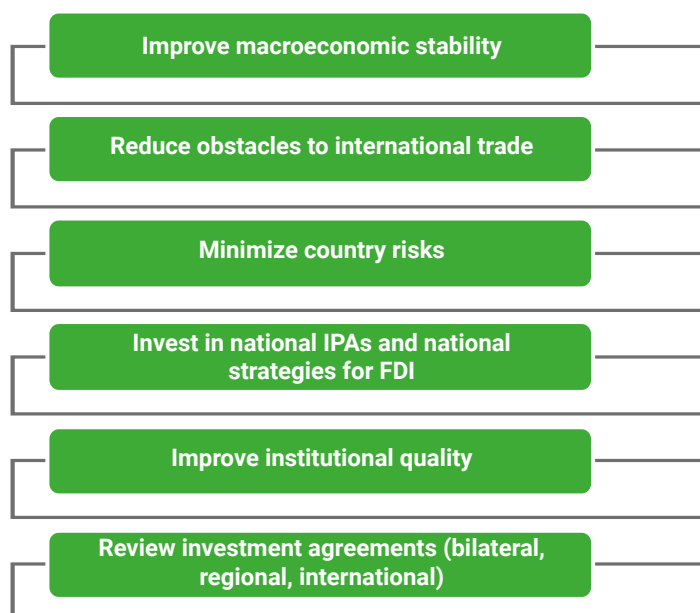 Improve macroeconomic stability
Reduce obstacles to international trade
Minimize country risks
Invest in national IPAs and national
strategies for FDI
Improve institutional quality
Review investment agreements (bilateral,
regional, international)